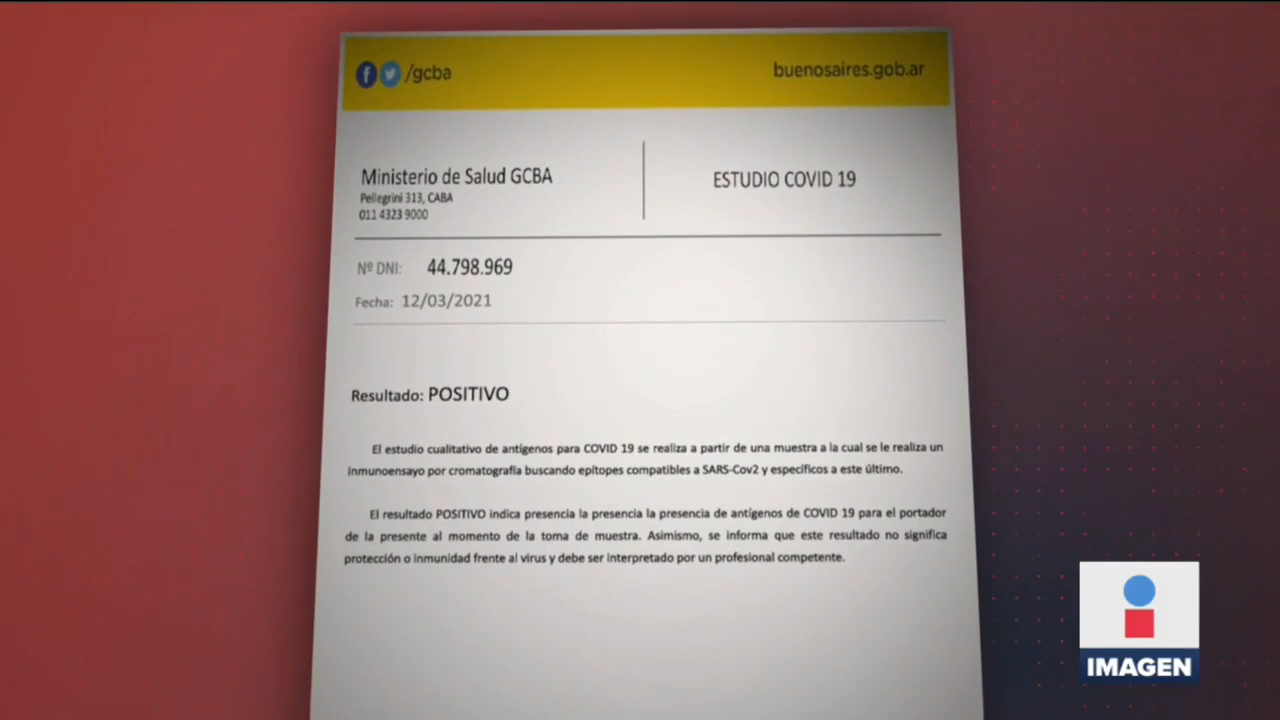 /gcba
buenosaires.gob.ar
Ministerio de Salud GCBA
Pellegrini 313, CABA
011 4323 9000
ESTUDIO COVID 19
Nº DNI: 44.798.969
Fecha: 12/03/2021
Resultado: POSITIVO
El estudio cualitativo de antígenos para COVID 19 se realiza a partir de una muestra a la cual se le realiza un
inmunoensayo por cromatografía buscando epítopes compatibles a SARS-Cov2 y específicos a este último.
El resultado POSITIVO indica presencia la presencia la presencia de antígenos de COVID 19 para el portador
de la presente al momento de la toma de muestra. Asimismo, se informa que este resultado no significa
protección o inmunidad frente al virus y debe ser interpretado por un profesional competente.
IMAGEN